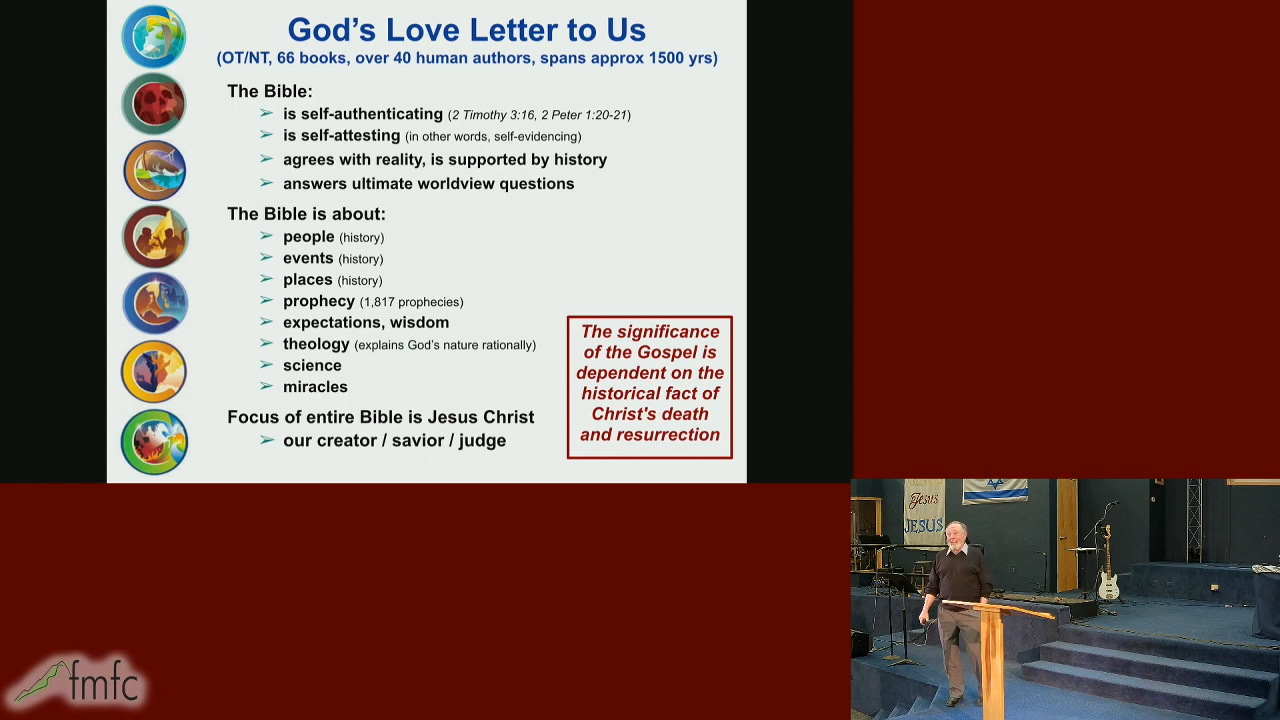 God's Love Letter to Us
(OT/NT, 66 books, over 40 human authors, spans approx 1500 yrs)
The Bible:
➢ is self-authenticating (2 Timothy 3:16, 2 Peter 1:20-21)
➢ is self-attesting (in other words, self-evidencing)
➢ agrees with reality, is supported by history
➢ answers ultimate worldview questions
The Bible is about:
➢ people (history)
➢ events (history)
➢ places (history)
➢ prophecy (1,817 prophecies)
➢ expectations, wisdom
➢ theology (explains God's nature rationally)
➢ science
➢ miracles
Focus of entire Bible is Jesus Christ
➢ our creator / savior / judge
The significance
of the Gospel is
dependent on the
historical fact of
Christ's death
and resurrection
Jesus
JESUS
fmfc